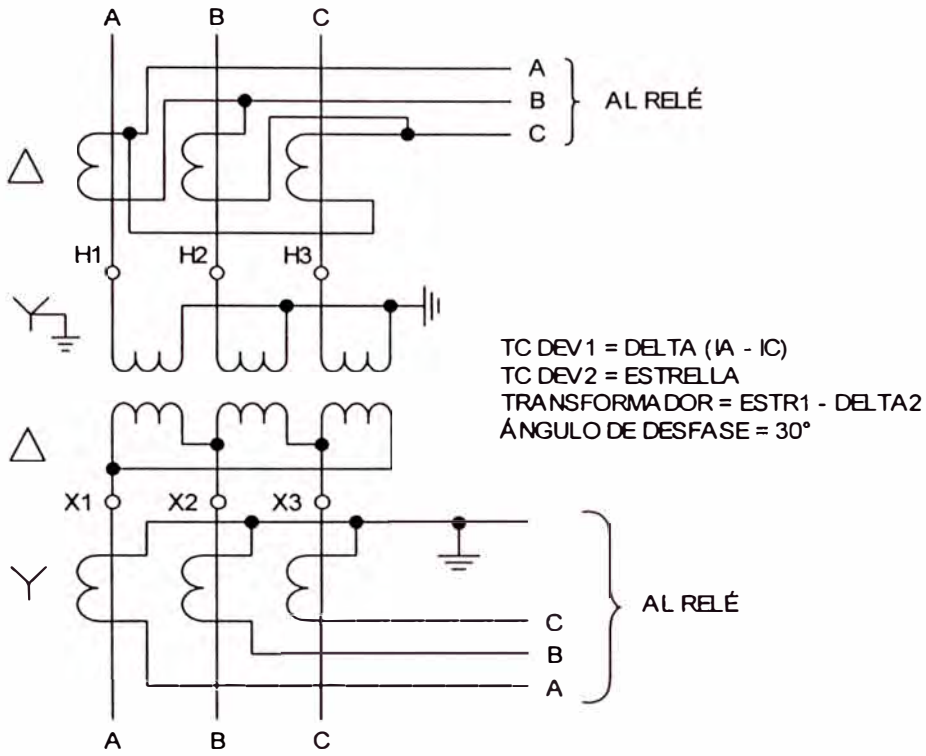 A B C
A
B
C
AL RELÉ
H1 H2 H3
TC DEV1 = DELTA (IA - IC)
TC DEV2 = ESTRELLA
TRANSFORMADOR = ESTR1 - DELTA2
ÁNGULO DE DESFASE = 30°
X1 X2 X3
C
B
A
AL RELÉ
A B C